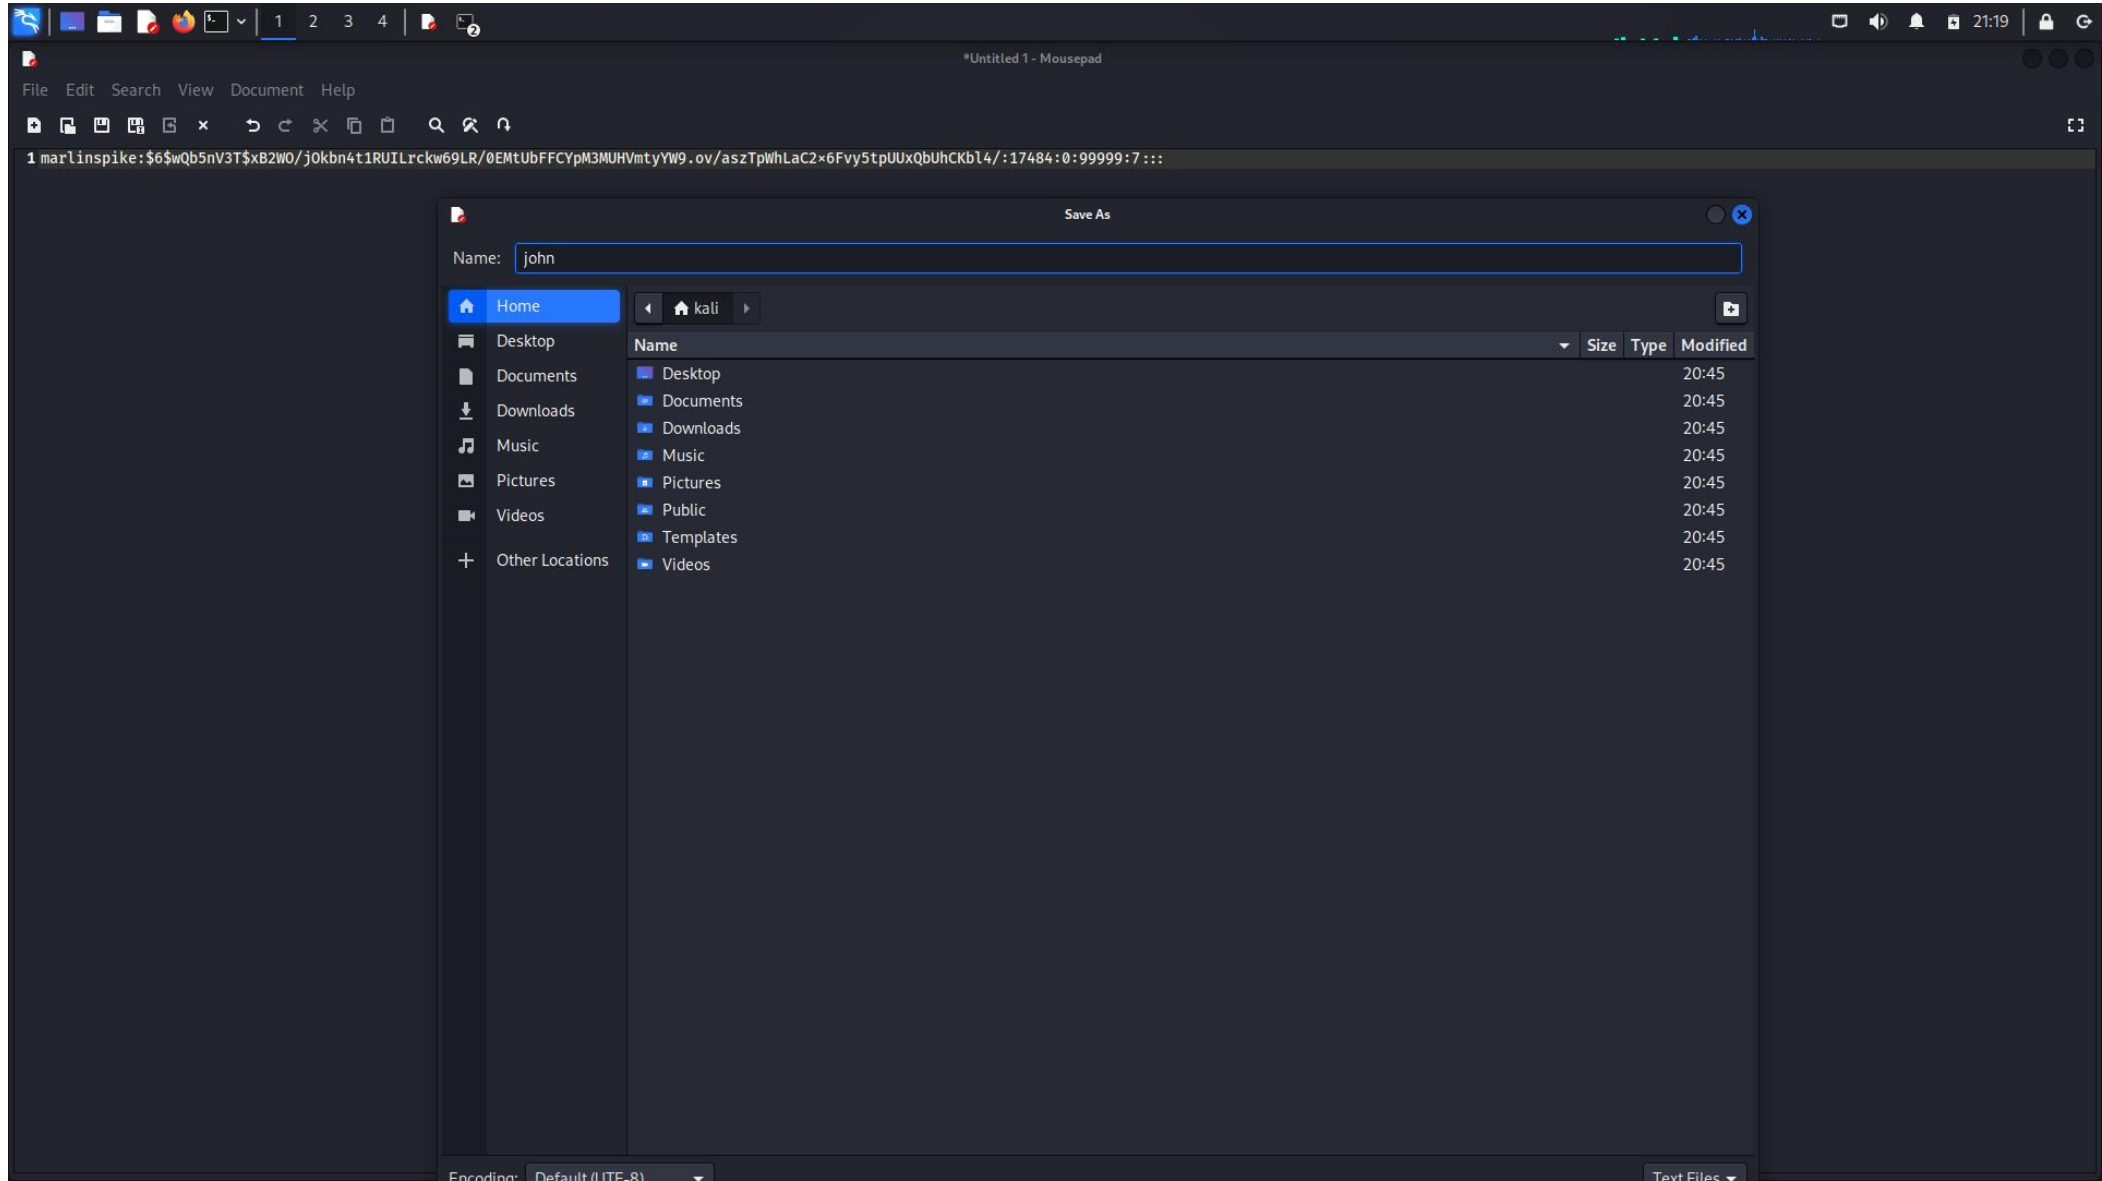 1 2 3 4 2 21:19
*Untitled 1 - Mousepad
File Edit Search View Document Help
1 marlinspike:$6$wQb5nV3T$xB2WO/jOkbn4t1RUILrckw69LR/0EMtUbFFCYpM3MUHVmtyYW9.ov/aszTpWhLaC2×6Fvy5tpUUxQbUhCKbl4/:17484:0:99999:7:::
Save As
Name: john
Home
kali
Desktop
Documents
Downloads
Music
Pictures
Videos
Other Locations
Name Size Type Modified
Desktop 20:45
Documents 20:45
Downloads 20:45
Music 20:45
Pictures 20:45
Public 20:45
Templates 20:45
Videos 20:45
Encoding: Default (UTF-8) Text Files